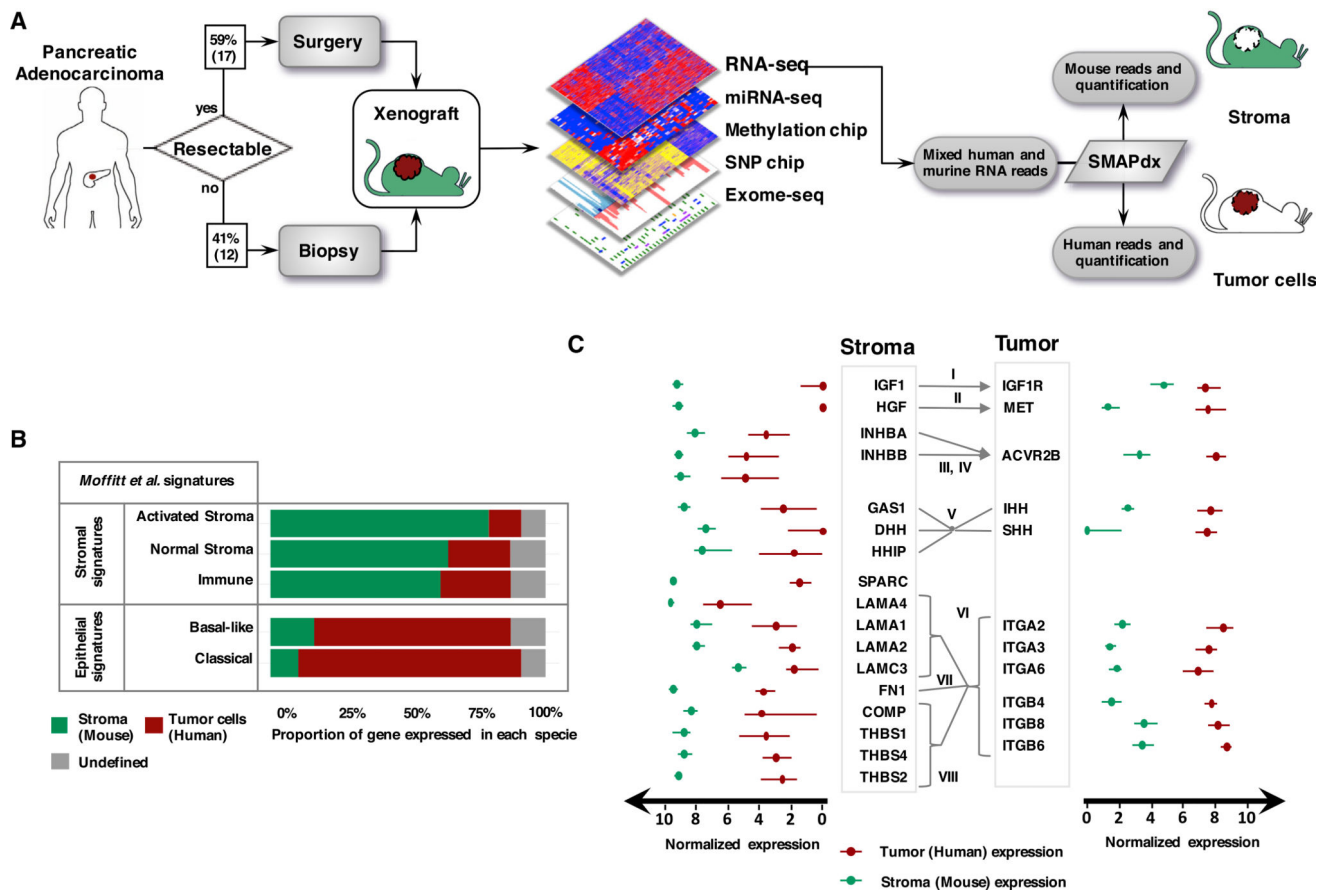 A
Pancreatic
Adenocarcinoma
59%
(17)
Surgery
yes
Resectable
no
41%
(12)
Biopsy
Xenograft
RNA-seq
miRNA-seq
Methylation chip
SNP chip
Exome-seq
Mixed human and
murine RNA reads
Mouse reads and
quantification
SMAPdx
Human reads and
quantification
Stroma
Tumor cells
B
Moffitt et al. signatures
Stromal
signatures
Activated Stroma
Normal Stroma
Immune
Epithelial
signatures
Basal-like
Classical
0% 25% 50% 75% 100%
Proportion of gene expressed in each specie
Stroma
(Mouse)
Tumor cells
(Human)
Undefined
C
Stroma
Tumor
IGF1 I IGF1R
HGF II MET
INHBA
INHBB III, IV ACVR2B
GAS1 V IHH
DHH SHH
HHIP
SPARC
LAMA4
LAMA1 VI ITGA2
LAMA2 ITGA3
LAMC3 VII ITGA6
FN1 ITGB4
COMP ITGB8
THBS1 ITGB6
THBS4
THBS2 VIII
10 8 6 4 2 0
Normalized expression
0 2 4 6 8 10
Normalized expression
Tumor (Human) expression
Stroma (Mouse) expression